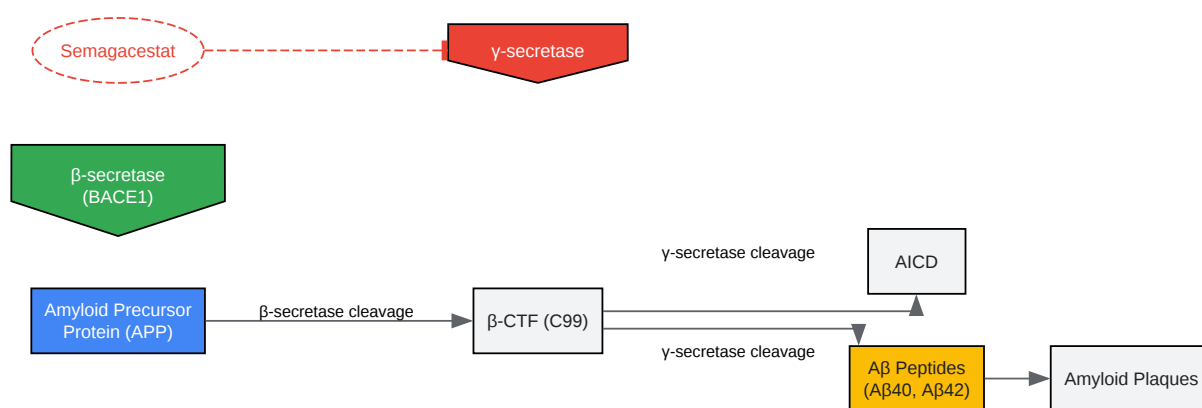 Semagacestat
γ-secretase
β-secretase
(BACE1)
γ-secretase cleavage
AICD
Amyloid Precursor
Protein (APP)
β-secretase cleavage
β-CTF (C99)
γ-secretase cleavage
Aβ Peptides
(Aβ40, Aβ42)
Amyloid Plaques